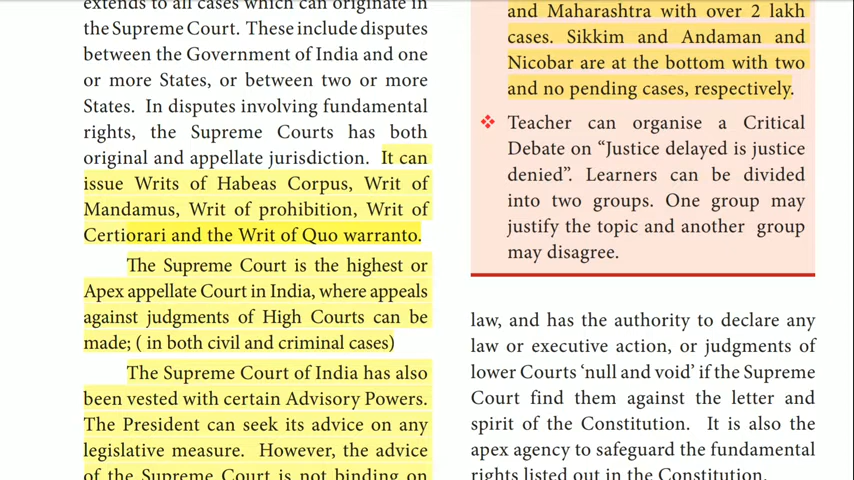 extends to all cases which can originate in
the Supreme Court. These include disputes
between the Government of India and one
or more States, or between two or more
States. In disputes involving fundamental
rights, the Supreme Courts has both
original and appellate jurisdiction. It can
issue Writs of Habeas Corpus, Writ of
Mandamus, Writ of prohibition, Writ of
Certiorari and the Writ of Quo warranto.
The Supreme Court is the highest or
Apex appellate Court in India, where appeals
against judgments of High Courts can be
made; ( in both civil and criminal cases)
The Supreme Court of India has also
been vested with certain Advisory Powers.
The President can seek its advice on any
legislative measure. However, the advice
of the Supreme Court is not binding on
and Maharashtra with over 2 lakh
cases. Sikkim and Andaman and
Nicobar are at the bottom with two
and no pending cases, respectively.
❖ Teacher can organise a Critical
Debate on “Justice delayed is justice
denied”. Learners can be divided
into two groups. One group may
justify the topic and another group
may disagree.
law, and has the authority to declare any
law or executive action, or judgments of
lower Courts ‘null and void’ if the Supreme
Court find them against the letter and
spirit of the Constitution. It is also the
apex agency to safeguard the fundamental
rights listed out in the Constitution.